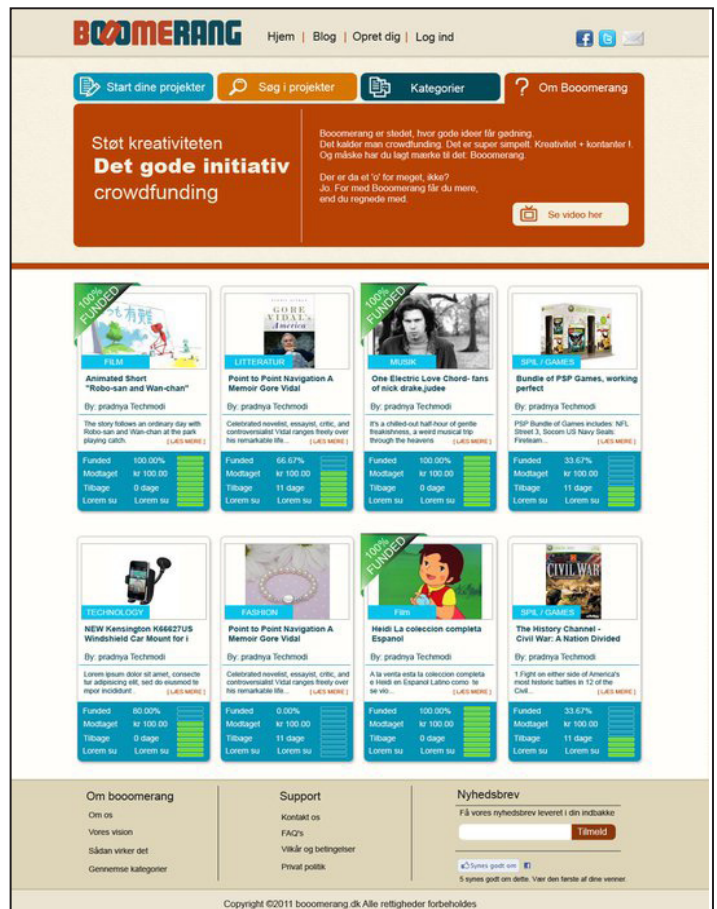 BOOOMERANG
Hjem | Blog | Opret dig | Log ind
Start dine projekter
Søg i projekter
Kategorier
? Om Booomerang
Støt kreativiteten
Det gode initiativ
crowdfunding
Booomerang er stedet, hvor gode ideer får gødning.
Det kalder man crowdfunding. Det er super simpelt. Kreativitet + kontanter !.
Og måske har du lagt mærke til det: Booomerang.
Der er da et 'o' for meget, ikke?
Jo. For med Booomerang får du mere,
end du regnede med.
Se video her
100% FUNDED
FILM
Animated Short
"Robo-san and Wan-chan"
By: pradnya Techmodi
The story follows an ordinary day with
Robo-san and Wan-chan at the park
playing catch. [LÆS MERE]
Funded 100.00%
Modtaget kr 100.00
Tilbage 0 dage
Lorem su Lorem su
GORE
VIDAL'S
America
LITTERATUR
Point to Point Navigation A
Memoir Gore Vidal
By: pradnya Techmodi
Celebrated novelist, essayist, critic, and
controversialist Vidal ranges freely over
his remarkable life... [LÆS MERE]
Funded 66.67%
Modtaget kr 100.00
Tilbage 11 dage
Lorem su Lorem su
100% FUNDED
MUSIK
One Electric Love Chord- fans
of nick drake,judee
By: pradnya Techmodi
It's a chilled-out half-hour of gentle
freakishness, a weird musical trip
through the heavens [LÆS MERE]
Funded 100.00%
Modtaget kr 100.00
Tilbage 0 dage
Lorem su Lorem su
SPIL / GAMES
Bundle of PSP Games, working
perfect
By: pradnya Techmodi
PSP Bundle of Games includes: NFL
Street 3, Socom US Navy Seals:
Fireteam... [LÆS MERE]
Funded 33.67%
Modtaget kr 100.00
Tilbage 11 dage
Lorem su Lorem su
TECHNOLOGY
NEW Kensington K66627US
Windshield Car Mount for i
By: pradnya Techmodi
Lorem ipsum dolor sit amet, consecte
tur adipisicing elit, sed do eiusmod te
mpor incididunt . [LÆS MERE]
Funded 80.00%
Modtaget kr 100.00
Tilbage 0 dage
Lorem su Lorem su
FASHION
Point to Point Navigation A
Memoir Gore Vidal
By: pradnya Techmodi
Celebrated novelist, essayist, critic, and
controversialist Vidal ranges freely over
his remarkable life... [LÆS MERE]
Funded 0.00%
Modtaget kr 100.00
Tilbage 11 dage
Lorem su Lorem su
100% FUNDED
Film
Heidi La coleccion completa
Espanol
By: pradnya Techmodi
A la venta esta la coleccion completa
e Heidi en Espanol Latino como te
se vio... [LÆS MERE]
Funded 100.00%
Modtaget kr 100.00
Tilbage 0 dage
Lorem su Lorem su
CIVIL WAR
SPIL / GAMES
The History Channel -
Civil War: A Nation Divided
By: pradnya Techmodi
1.Fight on either side of America's
most historic battles in 12 of the
Civil... [LÆS MERE]
Funded 33.67%
Modtaget kr 100.00
Tilbage 11 dage
Lorem su Lorem su
Om booomerang
Om os
Vores vision
Sådan virker det
Gennemse kategorier
Support
Kontakt os
FAQ's
Vilkår og betingelser
Privat politik
Nyhedsbrev
Få vores nyhedsbrev leveret i din indbakke
Tilmeld
Synes godt om
5 synes godt om dette. Vær den første af dine venner.
Copyright ©2011 booomerang.dk Alle rettigheder forbeholdes